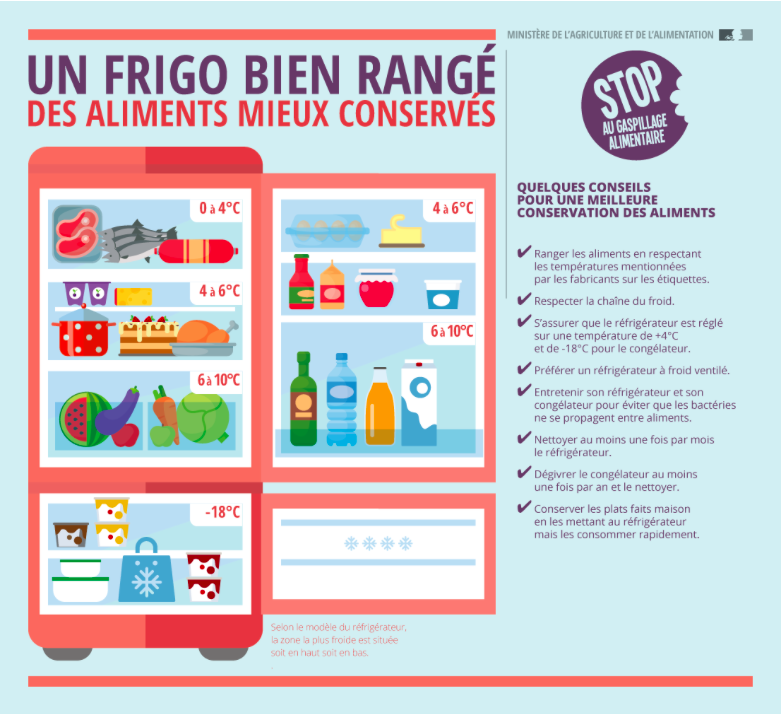 MINISTÈRE DE L'AGRICULTURE ET DE L'ALIMENTATION
UN FRIGO BIEN RANGÉ
DES ALIMENTS MIEUX CONSERVÉS
STOP
AU GASPILLAGE
ALIMENTAIRE
0 à 4°C
4 à 6°C
6 à 10°C
-18°C
4 à 6°C
6 à 10°C
Selon le modèle du réfrigérateur,
la zone la plus froide est située
soit en haut soit en bas.
QUELQUES CONSEILS
POUR UNE MEILLEURE
CONSERVATION DES ALIMENTS
✔ Ranger les aliments en respectant
les températures mentionnées
par les fabricants sur les étiquettes.
✔ Respecter la chaîne du froid.
✔ S'assurer que le réfrigérateur est réglé
sur une température de +4°C
et de -18°C pour le congélateur.
✔ Préférer un réfrigérateur à froid ventilé.
✔ Entretenir son réfrigérateur et son
congélateur pour éviter que les bactéries
ne se propagent entre aliments.
✔ Nettoyer au moins une fois par mois
le réfrigérateur.
✔ Dégivrer le congélateur au moins
une fois par an et le nettoyer.
✔ Conserver les plats faits maison
en les mettant au réfrigérateur
mais les consommer rapidement.